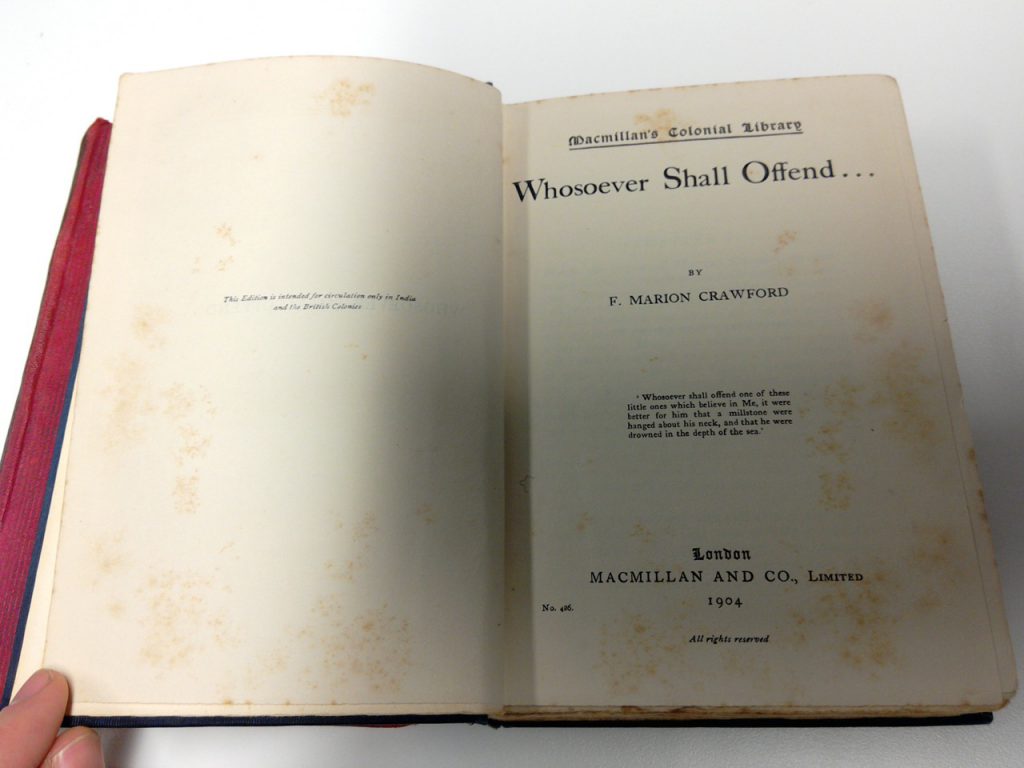 This Edition is intended for circulation only in India
and the British Colonies
Macmillan's Colonial Library
Whosoever Shall Offend...
BY
F. MARION CRAWFORD
' Whosoever shall offend one of these
little ones which believe in Me, it were
better for him that a millstone were
hanged about his neck, and that he were
drowned in the depth of the sea.'
London
MACMILLAN AND CO., LIMITED
1904
No. 486.
All rights reserved